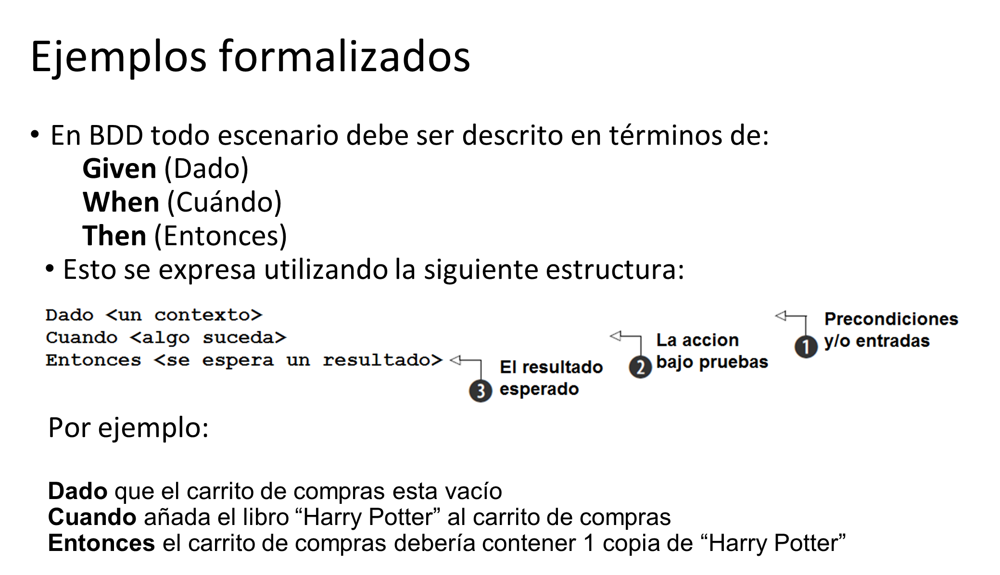 Ejemplos formalizados
• En BDD todo escenario debe ser descrito en términos de:
Given (Dado)
When (Cuándo)
Then (Entonces)
• Esto se expresa utilizando la siguiente estructura:
Dado <un contexto>
Cuando <algo suceda>
Entonces <se espera un resultado>
1 Precondiciones
y/o entradas
2 La accion
bajo pruebas
3 El resultado
esperado
Por ejemplo:
Dado que el carrito de compras esta vacío
Cuando añada el libro “Harry Potter” al carrito de compras
Entonces el carrito de compras debería contener 1 copia de “Harry Potter”